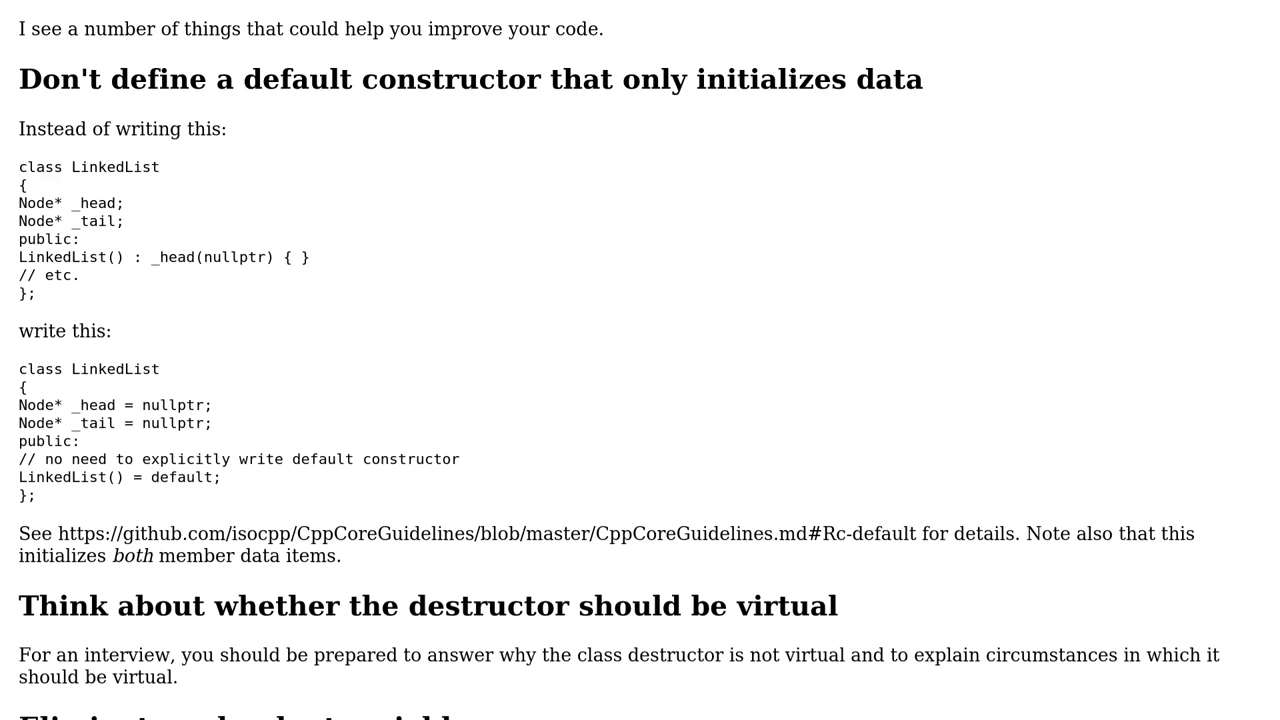 I see a number of things that could help you improve your code.
Don't define a default constructor that only initializes data
Instead of writing this:
class LinkedList
{
Node* _head;
Node* _tail;
public:
LinkedList() : _head(nullptr) { }
// etc.
};
write this:
class LinkedList
{
Node* _head = nullptr;
Node* _tail = nullptr;
public:
// no need to explicitly write default constructor
LinkedList() = default;
};
See https://github.com/isocpp/CppCoreGuidelines/blob/master/CppCoreGuidelines.md#Rc-default for details. Note also that this
initializes both member data items.
Think about whether the destructor should be virtual
For an interview, you should be prepared to answer why the class destructor is not virtual and to explain circumstances in which it
should be virtual.